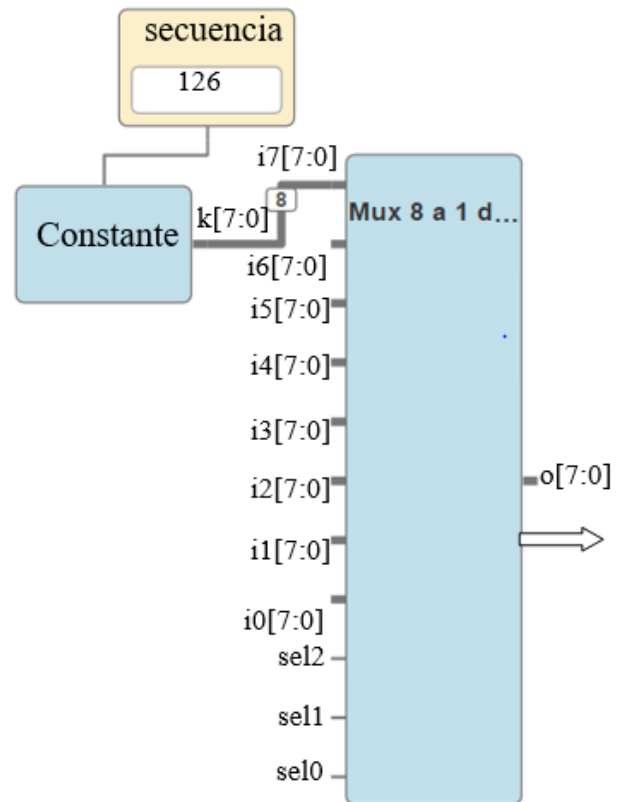 secuencia
126
i7[7:0]
8
Mux 8 a 1 d...
k[7:0]
Constante
i6[7:0]
i5[7:0]
i4[7:0]
i3[7:0]
o[7:0]
i2[7:0]
i1[7:0]
i0[7:0]
sel2
sel1
sel0